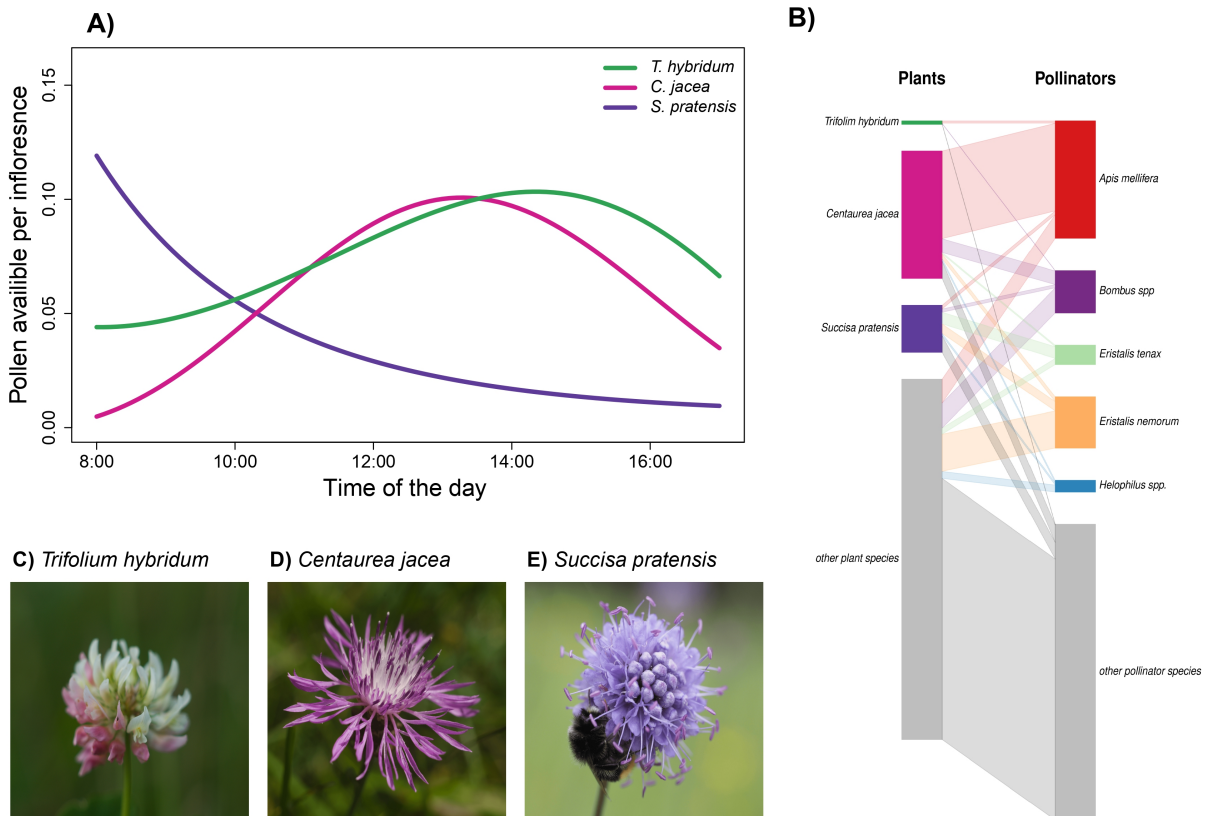 A)
Pollen availible per infloresnce
0.15
0.10
0.05
0.00
T. hybridum
C. jacea
S. pratensis
8:00 10:00 12:00 14:00 16:00
Time of the day
B)
Plants Pollinators
Trifolim hybridum
Centaurea jacea
Succisa pratensis
other plant species
Apis mellifera
Bombus spp
Eristalis tenax
Eristalis nemorum
Helophilus spp.
other pollinator species
C) Trifolium hybridum
D) Centaurea jacea
E) Succisa pratensis